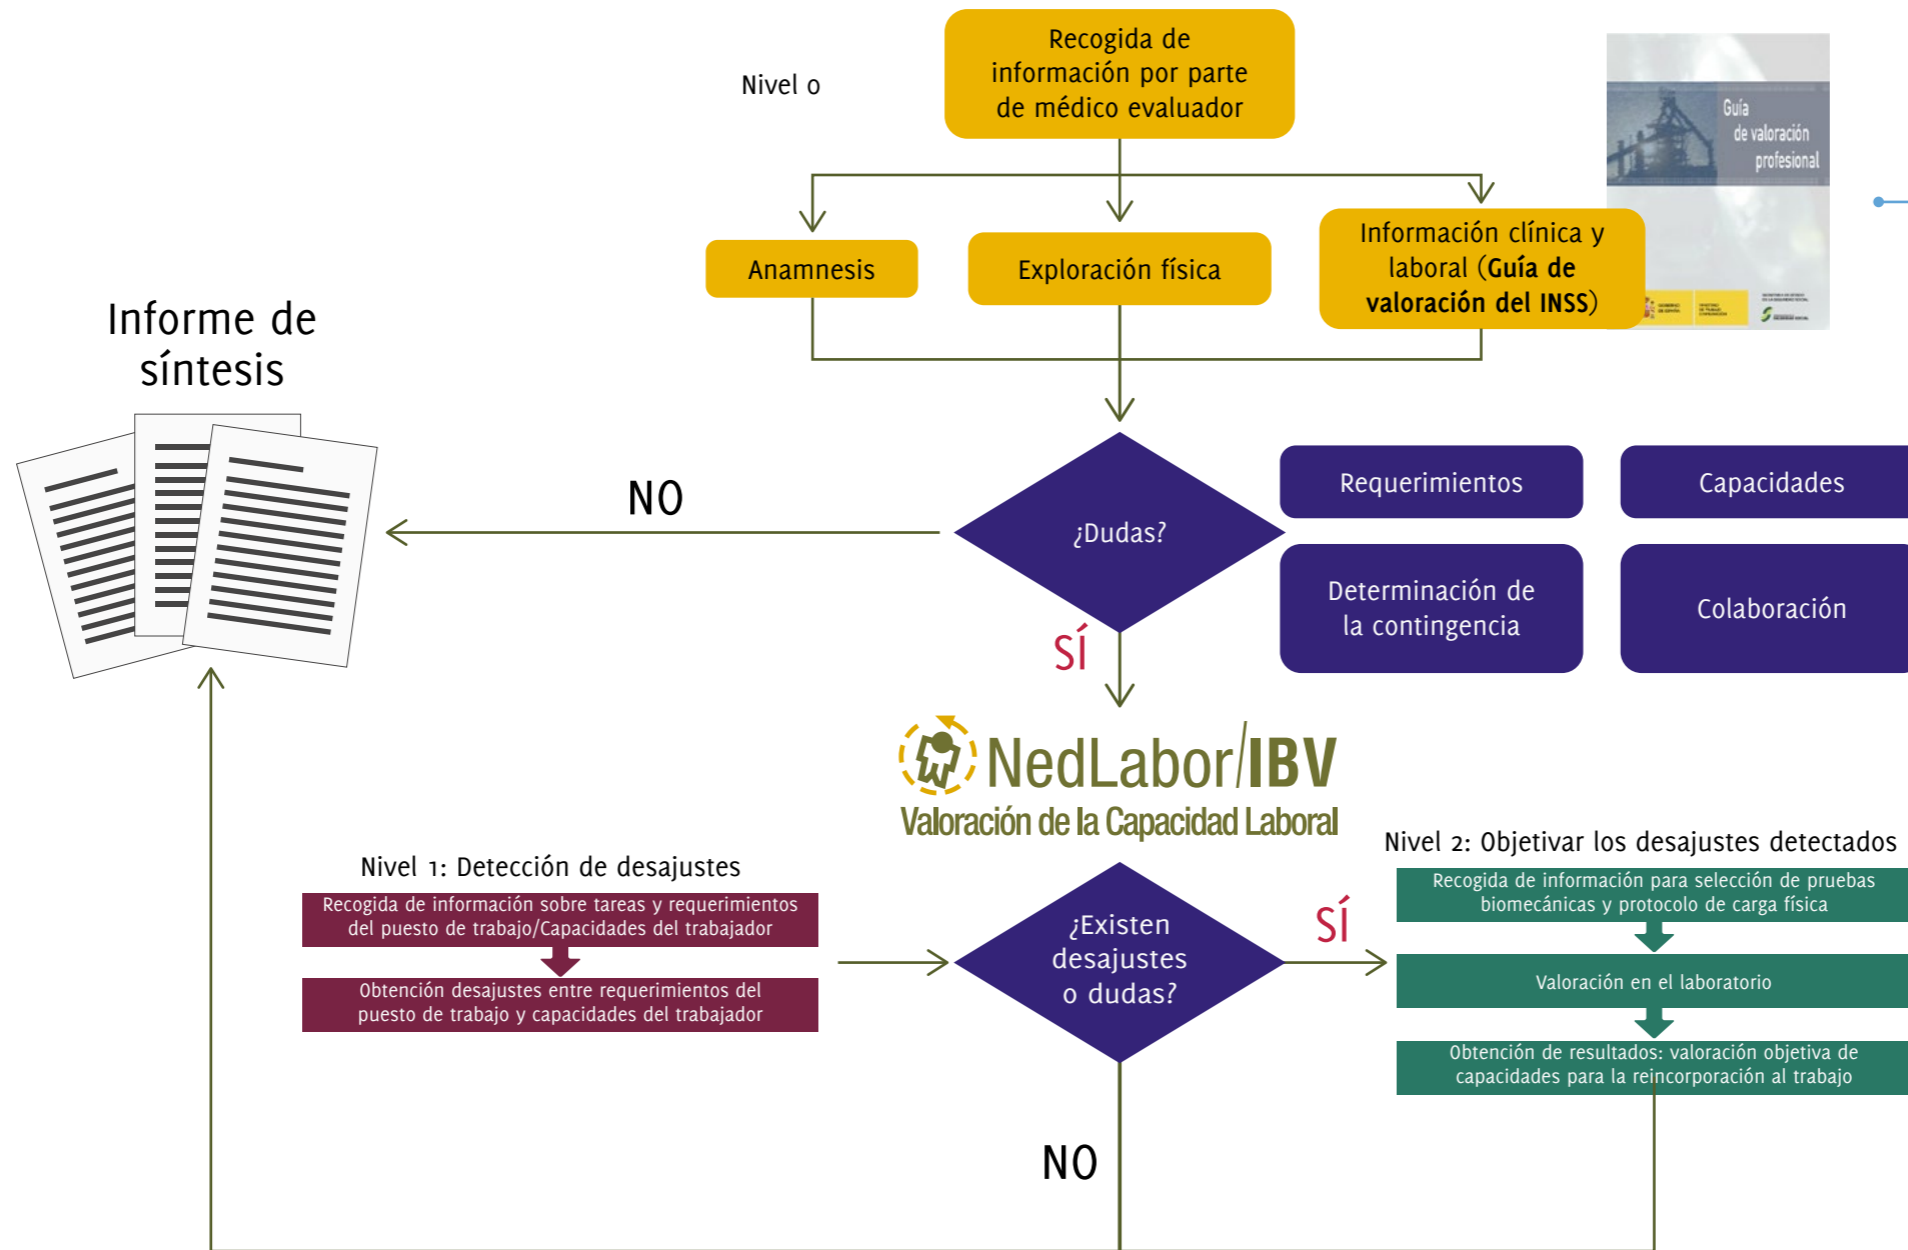 Nivel 0
Recogida de
información por parte
de médico evaluador
Guía
de valoración
profesional
Anamnesis
Exploración física
Información clínica y
laboral (Guía de
valoración del INSS)
GOBIERNO
DE ESPAÑA
Informe de
síntesis
NO
¿Dudas?
Requerimientos
Capacidades
Determinación de
la contingencia
Colaboración
SÍ
NedLabor/IBV
Valoración de la Capacidad Laboral
Nivel 1: Detección de desajustes
Recogida de información sobre tareas y requerimientos
del puesto de trabajo/Capacidades del trabajador
Obtención desajustes entre requerimientos del
puesto de trabajo y capacidades del trabajador
¿Existen
desajustes
o dudas?
SÍ
Nivel 2: Objetivar los desajustes detectados
Recogida de información para selección de pruebas
biomecánicas y protocolo de carga física
Valoración en el laboratorio
Obtención de resultados: valoración objetiva de
capacidades para la reincorporación al trabajo
NO